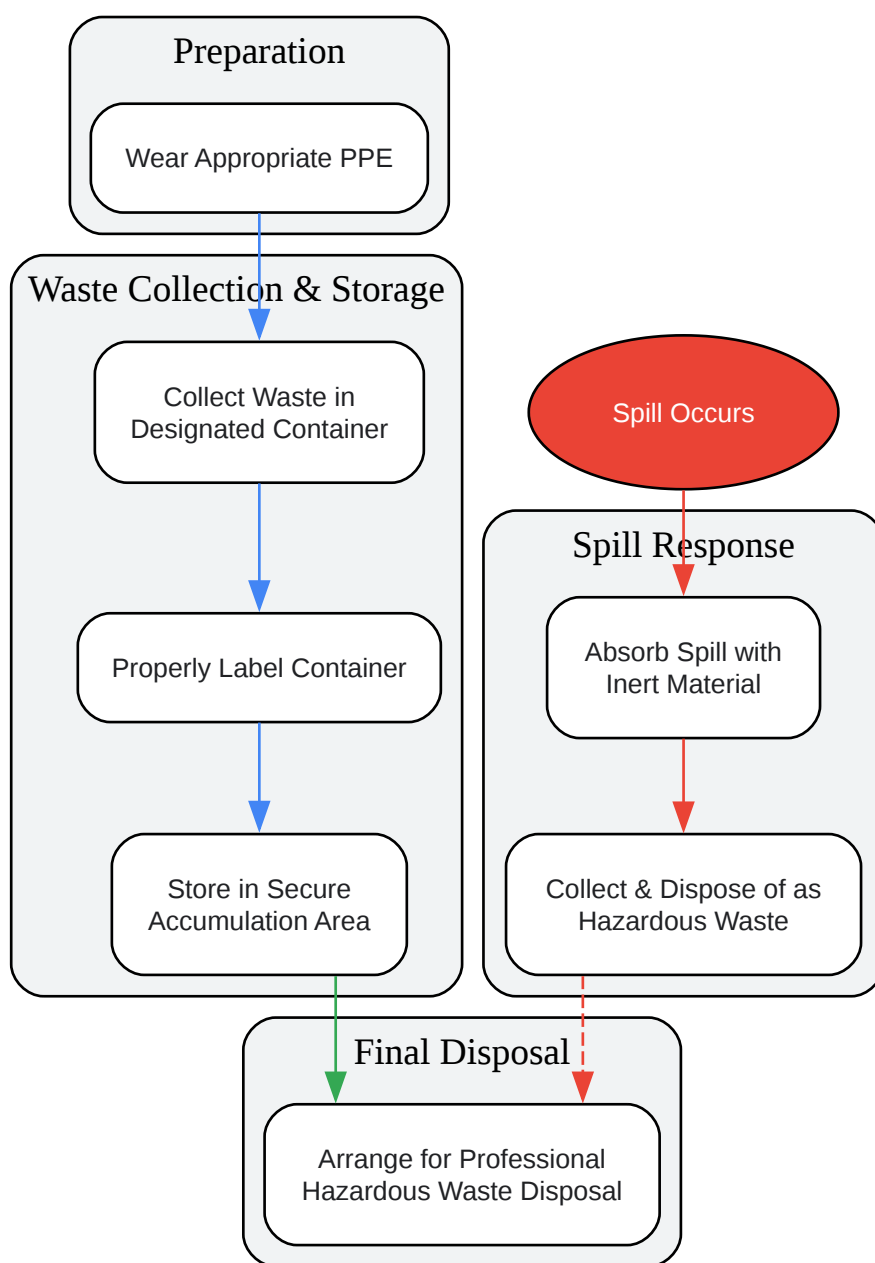 Preparation
Wear Appropriate PPE
Waste Collection & Storage
Collect Waste in
Designated Container
Properly Label Container
Store in Secure
Accumulation Area
Spill Occurs
Spill Response
Absorb Spill with
Inert Material
Collect & Dispose of as
Hazardous Waste
Final Disposal
Arrange for Professional
Hazardous Waste Disposal